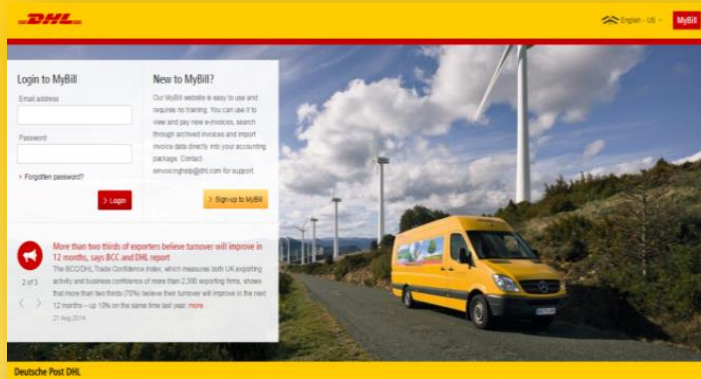 DHL
English - US
MyBill
Login to MyBill
Email address
Password
Forgotten password?
> Login
New to MyBill?
Our MyBill website is easy to use and
requires no training. You can use it to
view and pay new e-invoices, search
through archived invoices and import
invoice data directly into your accounting
package. Contact
einvoicinghelp@dhl.com for support.
> Sign-up to MyBill
More than two thirds of exporters believe turnover will improve in
12 months, says BCC and DHL report
2 of 3
The BCC/DHL Trade Confidence Index, which measures both UK exporting
activity and business confidence of more than 2,300 exporting firms, shows
that more than two thirds (70%) believe their turnover will improve in the next
12 months – up 10% on the same time last year. more
21 Aug 2014
Deutsche Post DHL